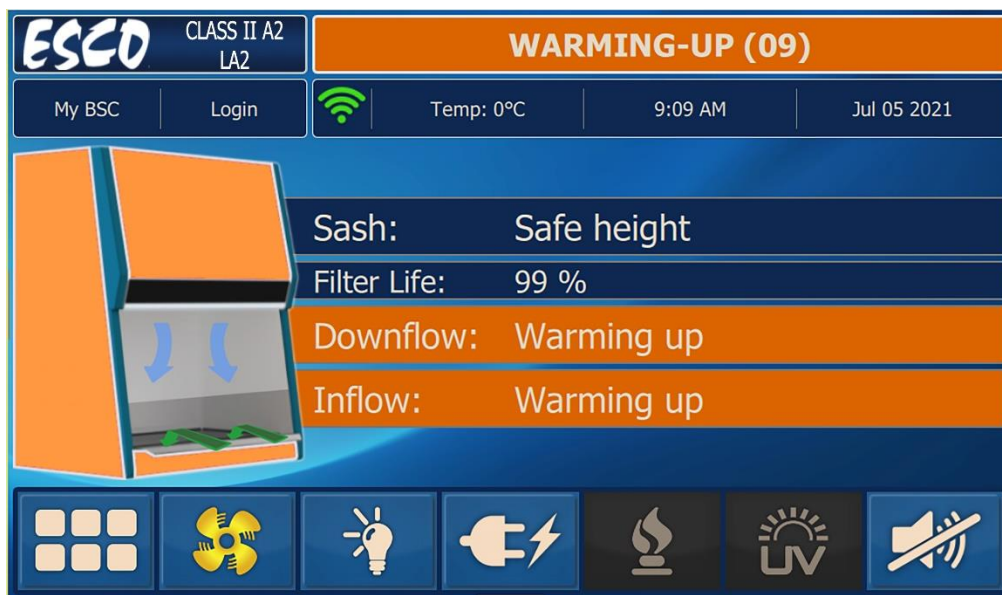 ESCO
CLASS II A2
LA2
WARMING-UP (09)
My BSC
Login
Temp: 0°C
9:09 AM
Jul 05 2021
Sash: Safe height
Filter Life: 99 %
Downflow: Warming up
Inflow: Warming up
UV